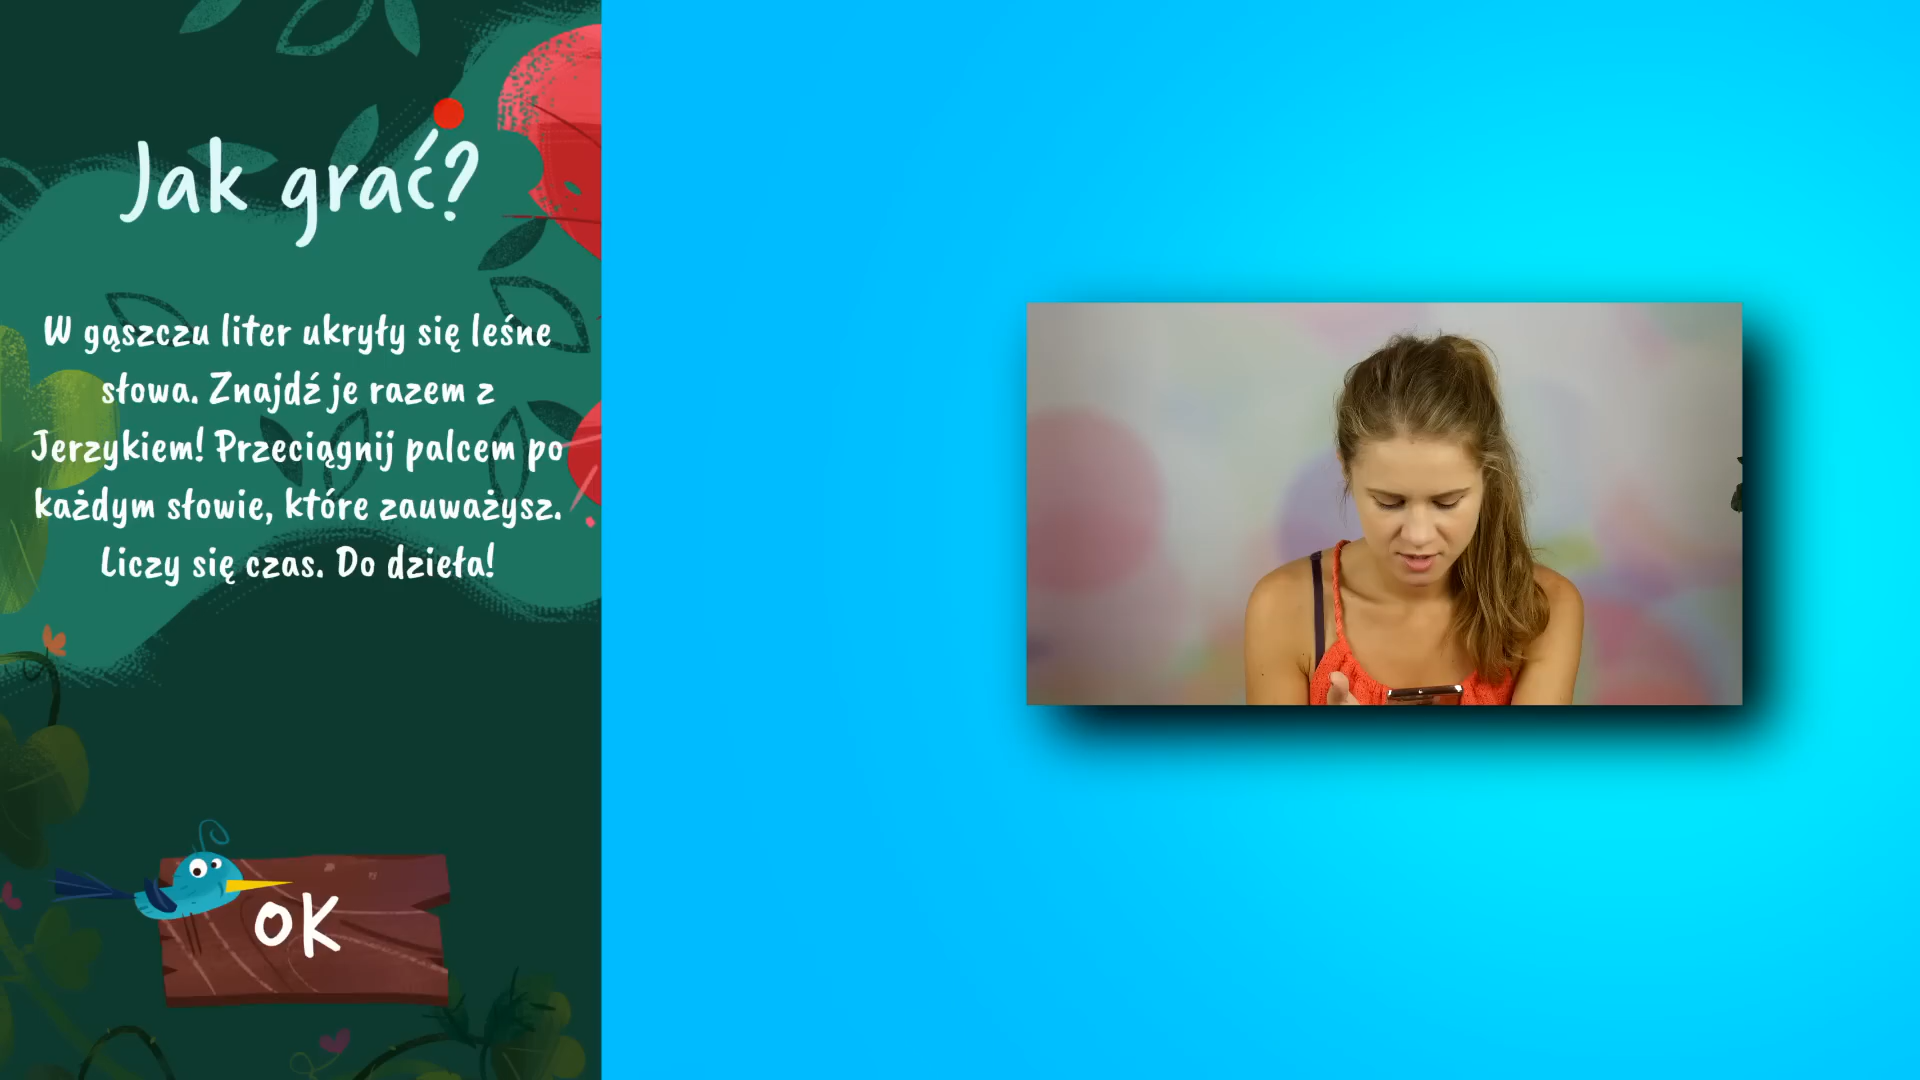 Jak grać?
W gąszczu liter ukryły się leśne
słowa. Znajdź je razem z
Jerzykiem! Przeciągnij palcem po
każdym słowie, które zauważysz.
Liczy się czas. Do dzieła!
OK